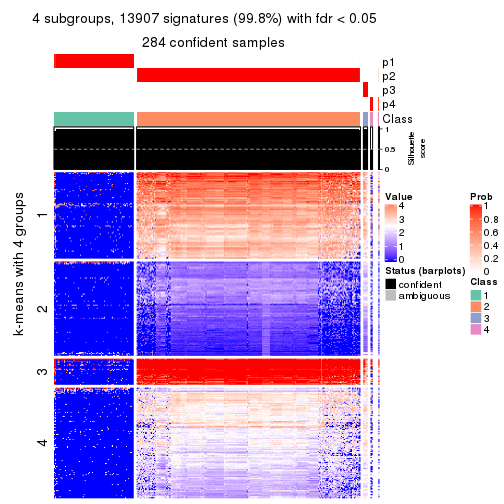 4 subgroups, 13907 signatures (99.8%) with fdr < 0.05
284 confident samples
p1
p2
p3
p4
Class
1
0.5
0
Silhouette
score
k-means with 4 groups
1
2
3
4
Value
4
3
2
1
0
Status (barplots)
confident
ambiguous
Prob
1
0.8
0.6
0.4
0.2
0
Class
1
2
3
4